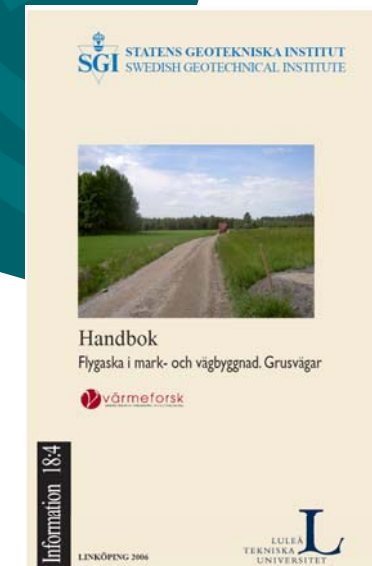 STATENS GEOTEKNISKA INSTITUT
SGI SWEDISH GEOTECHNICAL INSTITUTE
Handbok
Flygaska i mark- och vägbyggnad. Grusvägar
värmeforsk
Information 18:4
LINKÖPING 2006
LULEÅ
TEKNISKA
UNIVERSITET
L